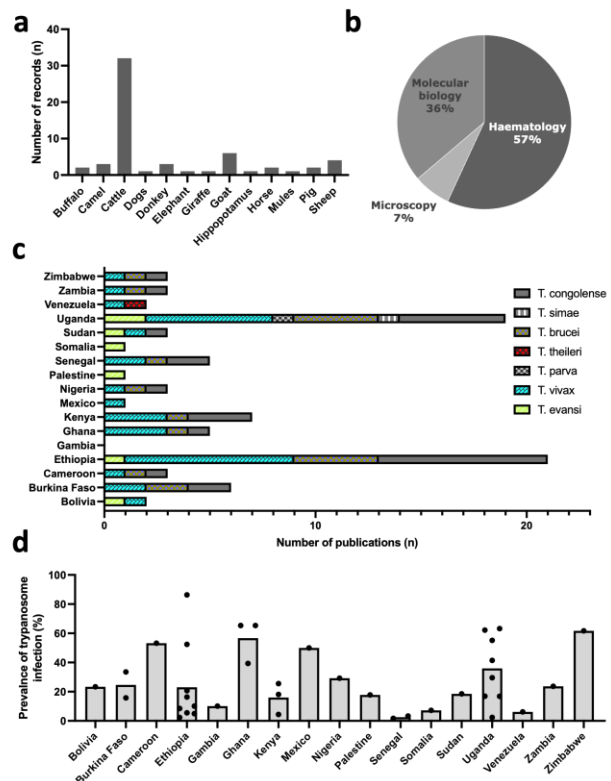 a
Number of records (n)
0
10
20
30
40
Buffalo
Camel
Cattle
Dogs
Donkey
Elephant
Giraffe
Goat
Hippopotamus
Horse
Mules
Pig
Sheep
b
Molecular
biology
36%
Haematology
57%
Microscopy
7%
c
Zimbabwe
Zambia
Venezuela
Uganda
Sudan
Somalia
Senegal
Palestine
Nigeria
Mexico
Kenya
Ghana
Gambia
Ethiopia
Cameroon
Burkina Faso
Bolivia
0
10
20
Number of publications (n)
T. congolense
T. simae
T. brucei
T. theileri
T. parva
T. vivax
T. evansi
d
Prevalence of trypanosome
infection (%)
0
20
40
60
80
100
Bolivia
Burkina Faso
Cameroon
Ethiopia
Gambia
Ghana
Kenya
Mexico
Nigeria
Palestine
Senegal
Somalia
Sudan
Uganda
Venezuela
Zambia
Zimbabwe